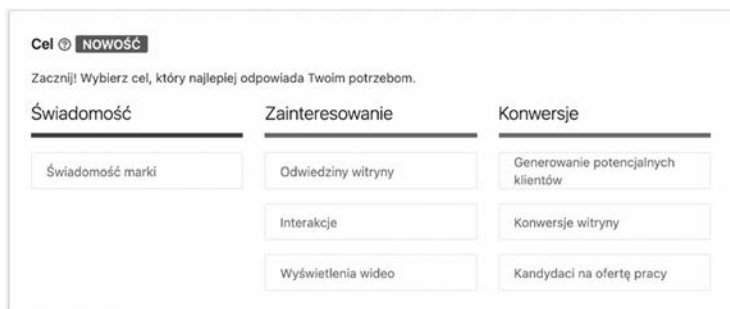 Cel ? NOWOŚĆ
Zacznij! Wybierz cel, który najlepiej odpowiada Twoim potrzebom.
Świadomość
Świadomość marki
Zainteresowanie
Odwiedziny witryny
Interakcje
Wyświetlenia wideo
Konwersje
Generowanie potencjalnych
klientów
Konwersje witryny
Kandydaci na ofertę pracy